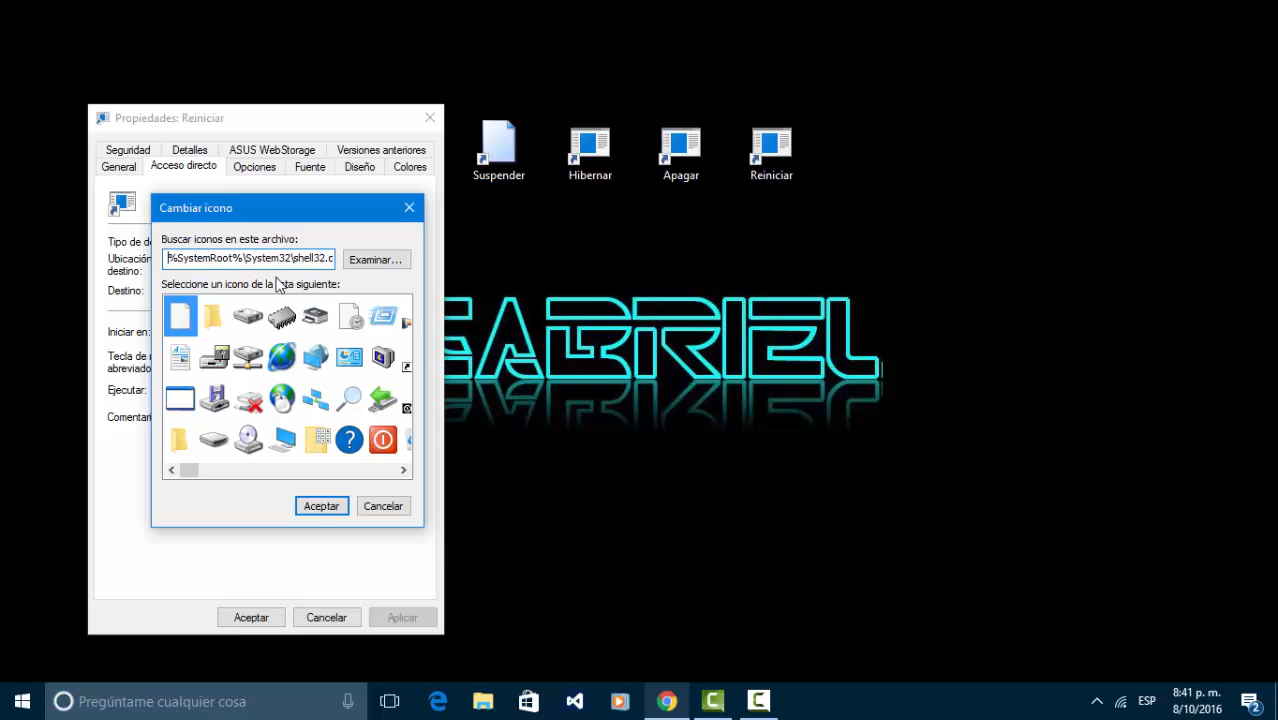 Propiedades: Reiniciar
Seguridad Detalles ASUS WebStorage Versiones anteriores
General Acceso directo Opciones Fuente Diseño Colores
Cambiar icono
Buscar iconos en este archivo:
%SystemRoot%\System32\shell32.c
Examinar...
Seleccione un icono de la sta siguiente:
Aceptar Cancelar
Tipo de d
Ubicación
destino:
Destino:
Iniciar en:
Tecla de
abreviado
Ejecutar:
Comentari
Aceptar Cancelar Aplicar
Suspender Hibernar Apagar Reiniciar
GABRIEL
Pregúntame cualquier cosa
ESP
8:41 p. m.
8/10/2016
2